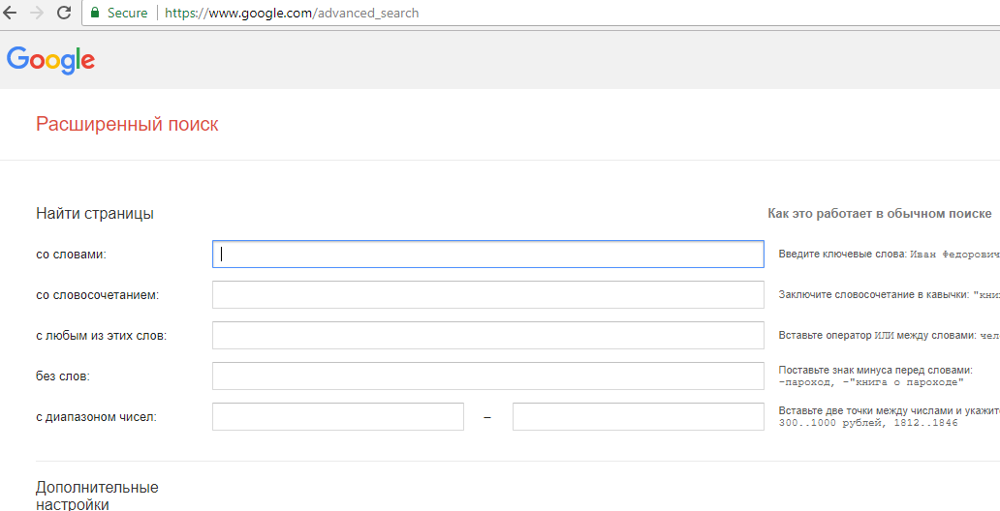 Secure https://www.google.com/advanced_search
Google
Расширенный поиск
Найти страницы Как это работает в обычном поиске
со словами: Введите ключевые слова: Иван Федорович
со словосочетанием: Заключите словосочетание в кавычки: "кни
с любым из этих слов: Вставьте оператор ИЛИ между словами: чел
без слов: Поставьте знак минуса перед словами:
-пароход, -"книга о пароходе"
с диапазоном чисел: – Вставьте две точки между числами и укажит
300..1000 рублей, 1812..1846
Дополнительные
настройки